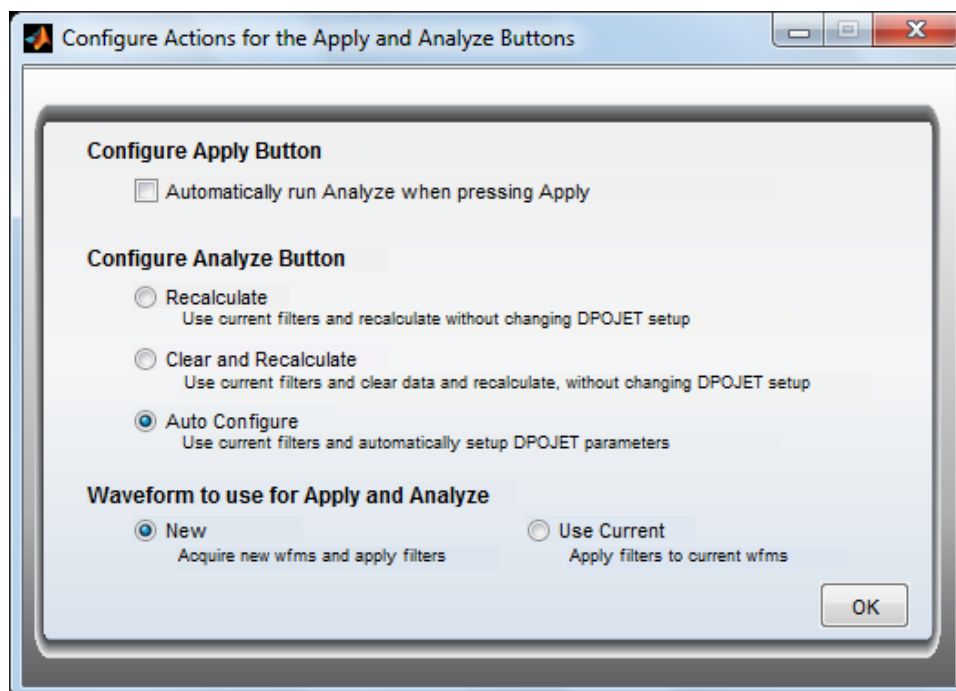 Configure Actions for the Apply and Analyze Buttons
Configure Apply Button
Automatically run Analyze when pressing Apply
Configure Analyze Button
Recalculate
Use current filters and recalculate without changing DPOJET setup
Clear and Recalculate
Use current filters and clear data and recalculate, without changing DPOJET setup
Auto Configure
Use current filters and automatically setup DPOJET parameters
Waveform to use for Apply and Analyze
New Use Current
Acquire new wfms and apply filters Apply filters to current wfms
OK